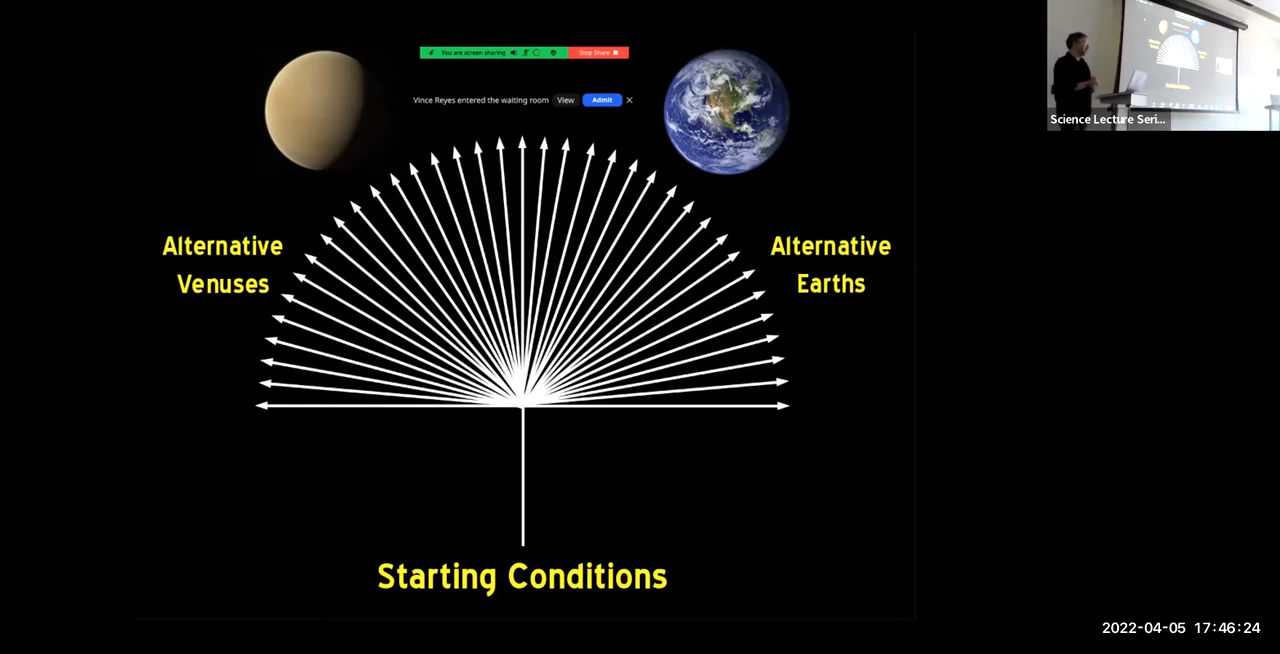 You are screen sharing
Stop Share
Vince Reyes entered the waiting room
View
Admit
Alternative
Venuses
Alternative
Earths
Starting Conditions
Science Lecture Seri...
2022-04-05 17:46:24